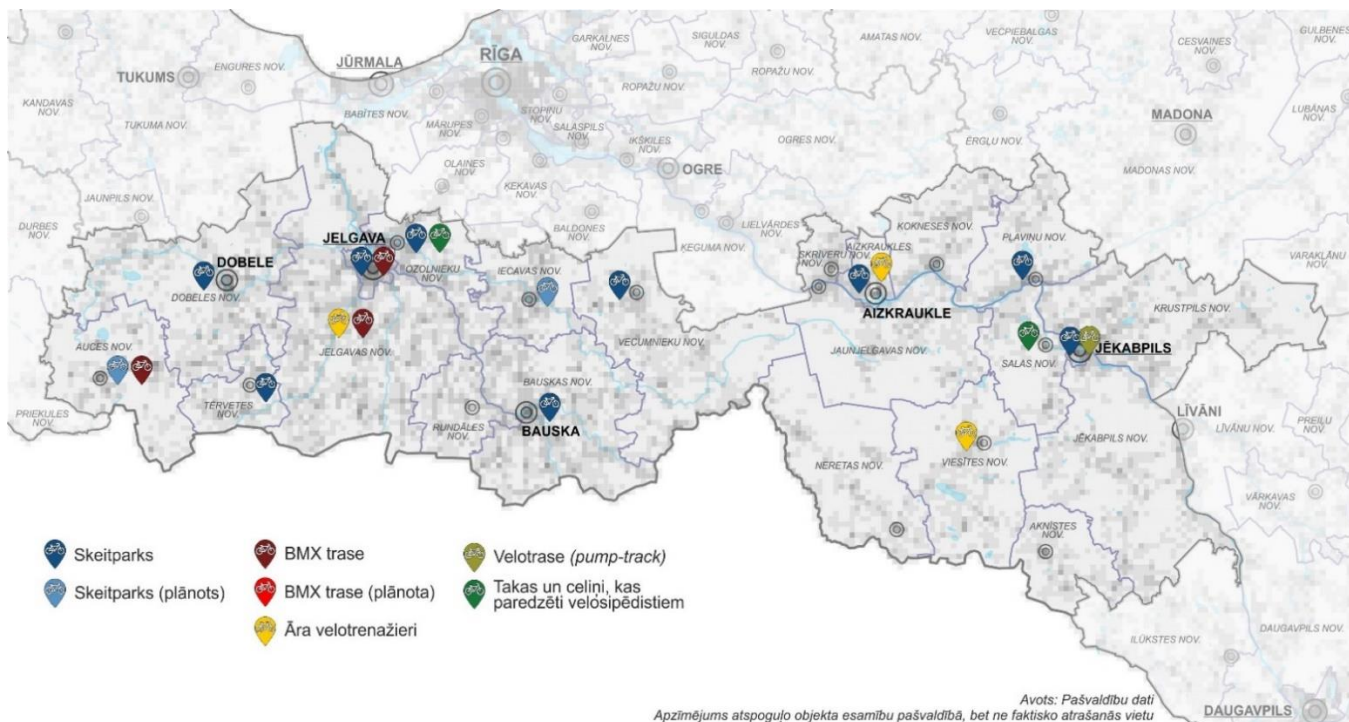 RĪGA
JŪRMALA
TUKUMS
ENGURES NOV.
KANDAVAS
NOV.
TUKUMA NOV.
BABĪTES NOV.
MĀRUPES
NOV.
GARKALNES
NOV.
SIGULDAS
NOV.
AMATAS NOV.
VECPIEBALGAS
NOV.
CESVAINES
NOV.
GULBENES
NOV.
ROPAŽU
NOV.
ROPAŽU NOV.
STOPIŅU
NOV.
SALASPILS
NOV.
IKŠĶILES
NOV.
OGRES NOV.
ĒRGĻU NOV.
MADONA
LUBĀNAS
NOV.
MADONAS NOV.
OLAINES
NOV.
ĶEKAVAS
NOV.
OGRE
BALDONES
NOV.
LIELVĀRDES
NOV.
ĶEGUMA NOV.
KOKNESES NOV.
JAUNPILS NOV.
DURBES
NOV.
JELGAVA
DOBELE
DOBELES NOV.
OZOLNIEKU
NOV.
IECAVAS NOV.
SKRĪVERU
NOV.
AIZKRAUKLES
NOV.
PĻAVIŅU NOV.
VARAKĻĀNU
NOV.
KRUSTPILS NOV.
AIZKRAUKLE
JELGAVAS NOV.
VECUMNIEKU NOV.
JAUNJELGAVAS NOV.
SALAS NOV.
JĒKABPILS
AUCES NOV.
TĒRVETES
NOV.
BAUSKAS NOV.
PRIEKULES
NOV.
RUNDĀLES
NOV.
BAUSKA
LĪVĀNI
LĪVĀNU NOV.
PREIĻU
NOV.
JĒKABPILS NOV.
NERETAS NOV.
VIESĪTES NOV.
VĀRKAVAS
NOV.
AKNĪSTES
NOV.
ILŪKSTES NOV.
DAUGAVPILS NOV.
DAUGAVPILS
Skeitparks
BMX trase
Velotrase (pump-track)
Skeitparks (plānots)
BMX trase (plānota)
Takas un celiņi, kas
paredzēti velosipēdistiem
Āra velotrenažieri
Avots: Pašvaldību dati
Apzīmējums atspoguļo objekta esamību pašvaldībā, bet ne faktisko atrašanās vietu